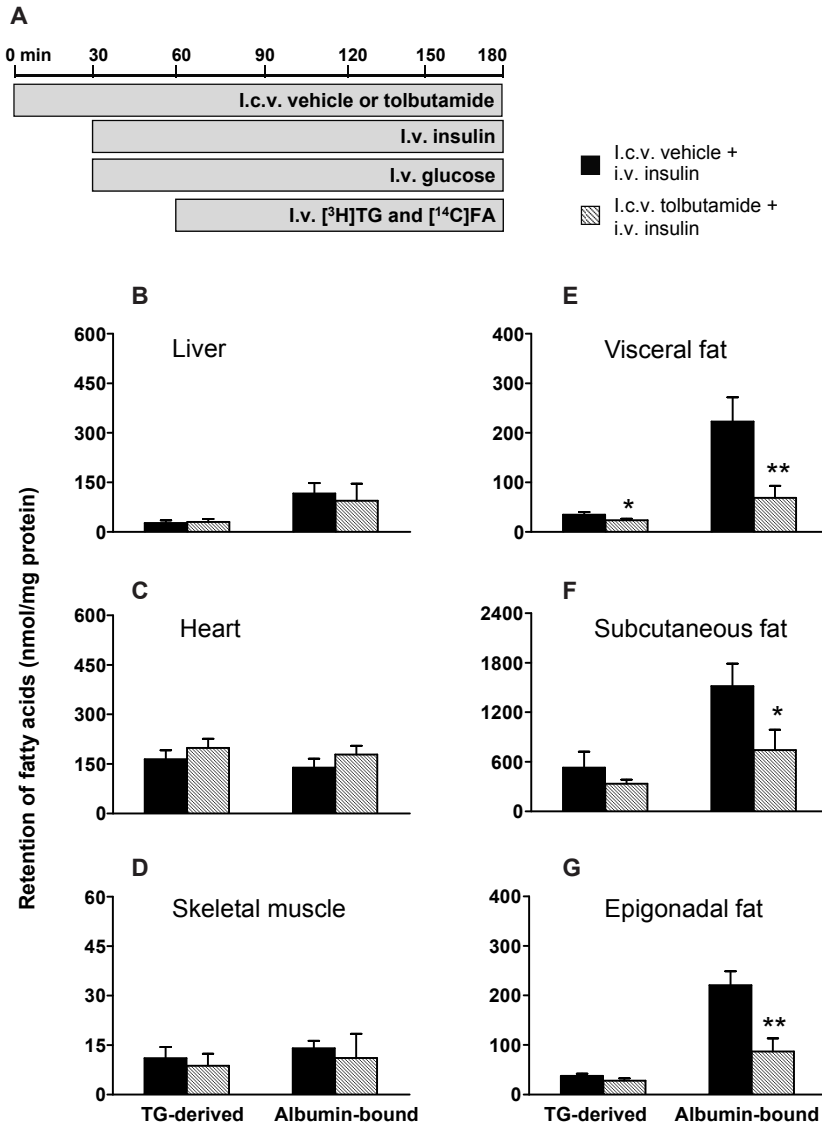 A
0 min 30 60 90 120 150 180
I.c.v. vehicle or tolbutamide
I.v. insulin
I.v. glucose
I.v. [³H]TG and [¹⁴C]FA
I.c.v. vehicle +
i.v. insulin
I.c.v. tolbutamide +
i.v. insulin
Retention of fatty acids (nmol/mg protein)
B
Liver
600
450
300
150
0
C
Heart
600
450
300
150
0
D
Skeletal muscle
60
45
30
15
0
TG-derived Albumin-bound
E
Visceral fat
400
300
200
100
0
*
**
F
Subcutaneous fat
2400
1800
1200
600
0
*
G
Epigonadal fat
400
300
200
100
0
**
TG-derived Albumin-bound